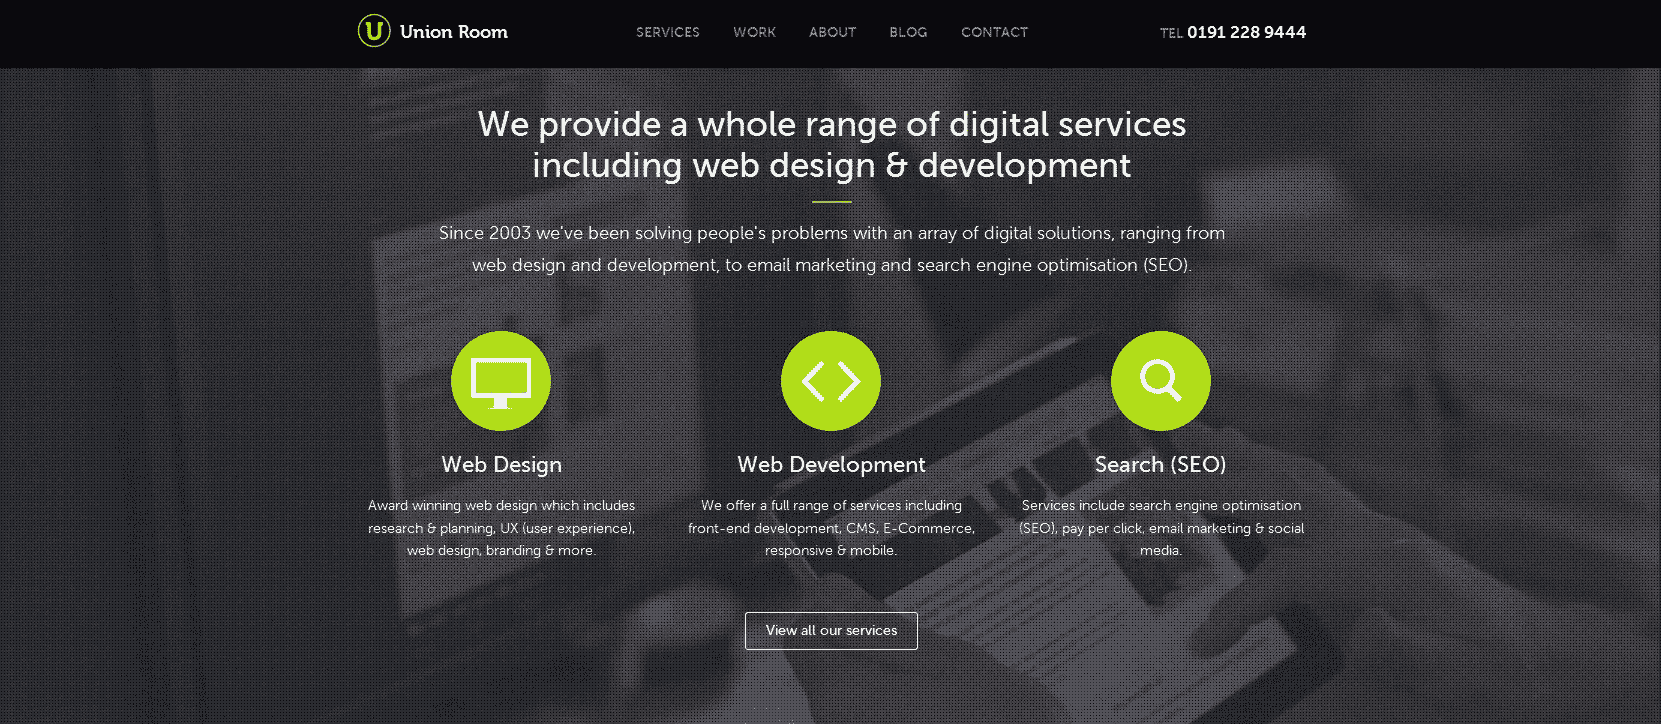 Union Room
SERVICES WORK ABOUT BLOG CONTACT
TEL 0191 228 9444
We provide a whole range of digital services
including web design & development
Since 2003 we've been solving people's problems with an array of digital solutions, ranging from
web design and development, to email marketing and search engine optimisation (SEO).
Web Design
Award winning web design which includes
research & planning, UX (user experience),
web design, branding & more.
Web Development
We offer a full range of services including
front-end development, CMS, E-Commerce,
responsive & mobile.
Search (SEO)
Services include search engine optimisation
(SEO), pay per click, email marketing & social
media.
View all our services